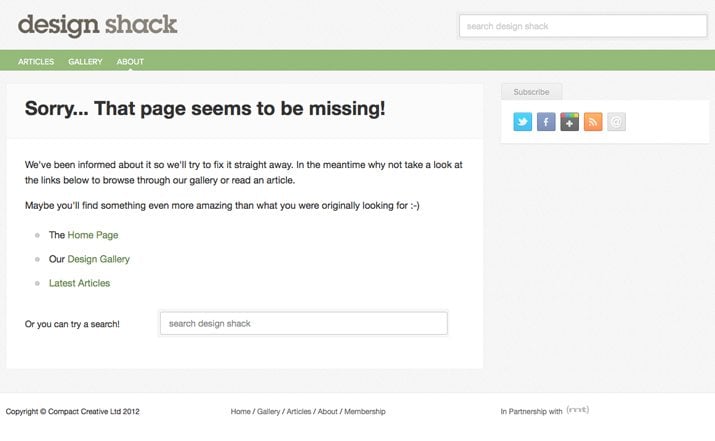 design shack
search design shack
ARTICLES GALLERY ABOUT
Sorry... That page seems to be missing!
Subscribe
We've been informed about it so we'll try to fix it straight away. In the meantime why not take a look at
the links below to browse through our gallery or read an article.
Maybe you'll find something even more amazing than what you were originally looking for :-)
The Home Page
Our Design Gallery
Latest Articles
Or you can try a search!
search design shack
Copyright © Compact Creative Ltd 2012
Home / Gallery / Articles / About / Membership
In Partnership with